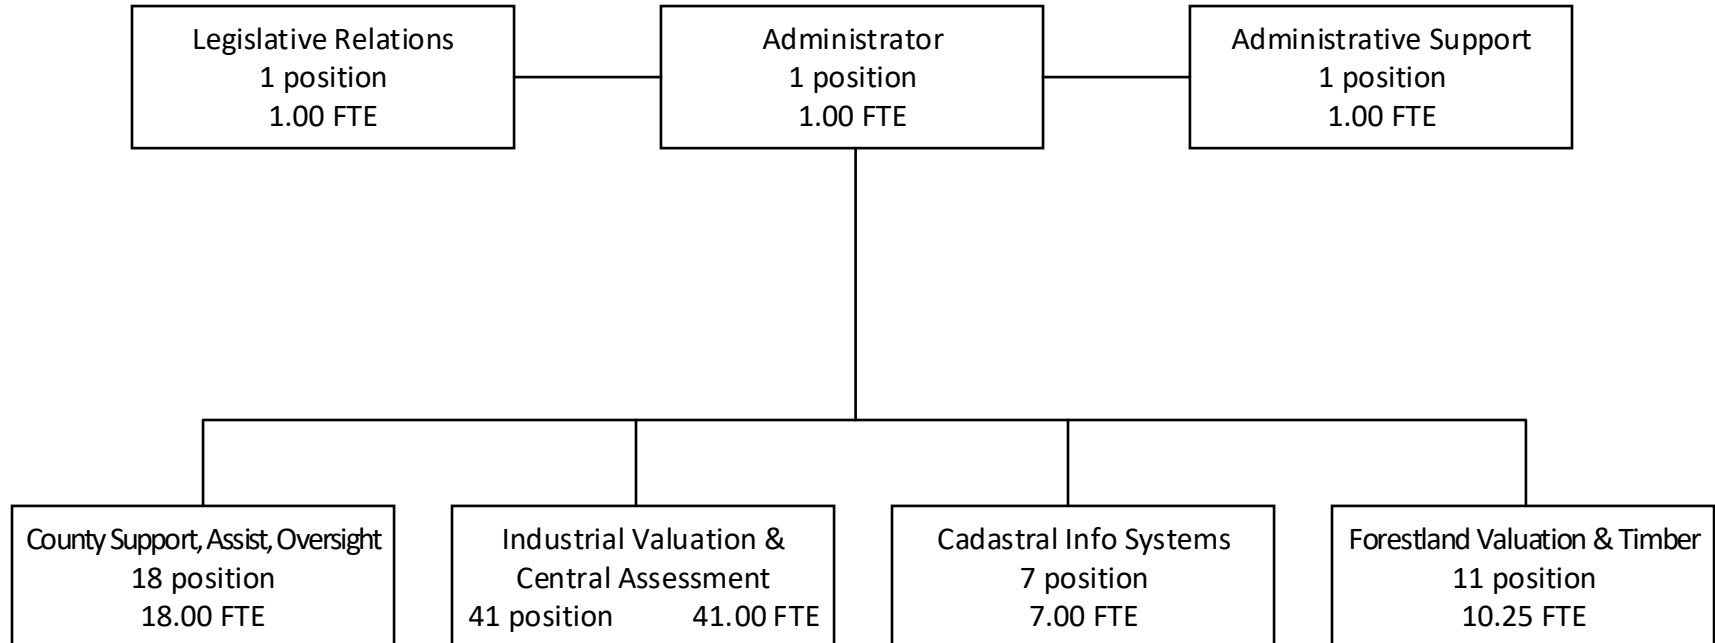 Legislative Relations
1 position
1.00 FTE
Administrator
1 position
1.00 FTE
Administrative Support
1 position
1.00 FTE
County Support, Assist, Oversight
18 position
18.00 FTE
Industrial Valuation &
Central Assessment
41 position 41.00 FTE
Cadastral Info Systems
7 position
7.00 FTE
Forestland Valuation & Timber
11 position
10.25 FTE